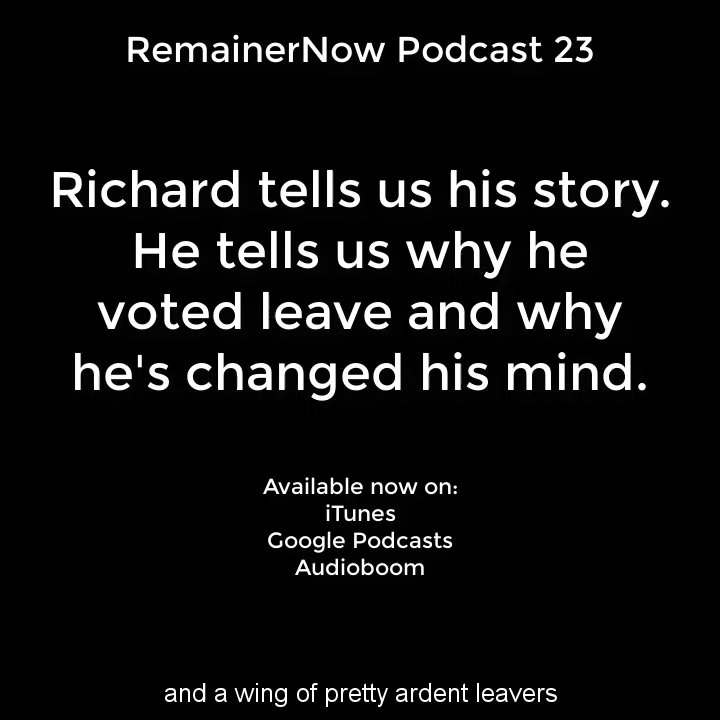 RemainerNow Podcast 23
Richard tells us his story.
He tells us why he
voted leave and why
he's changed his mind.
Available now on:
iTunes
Google Podcasts
Audioboom
and a wing of pretty ardent leavers